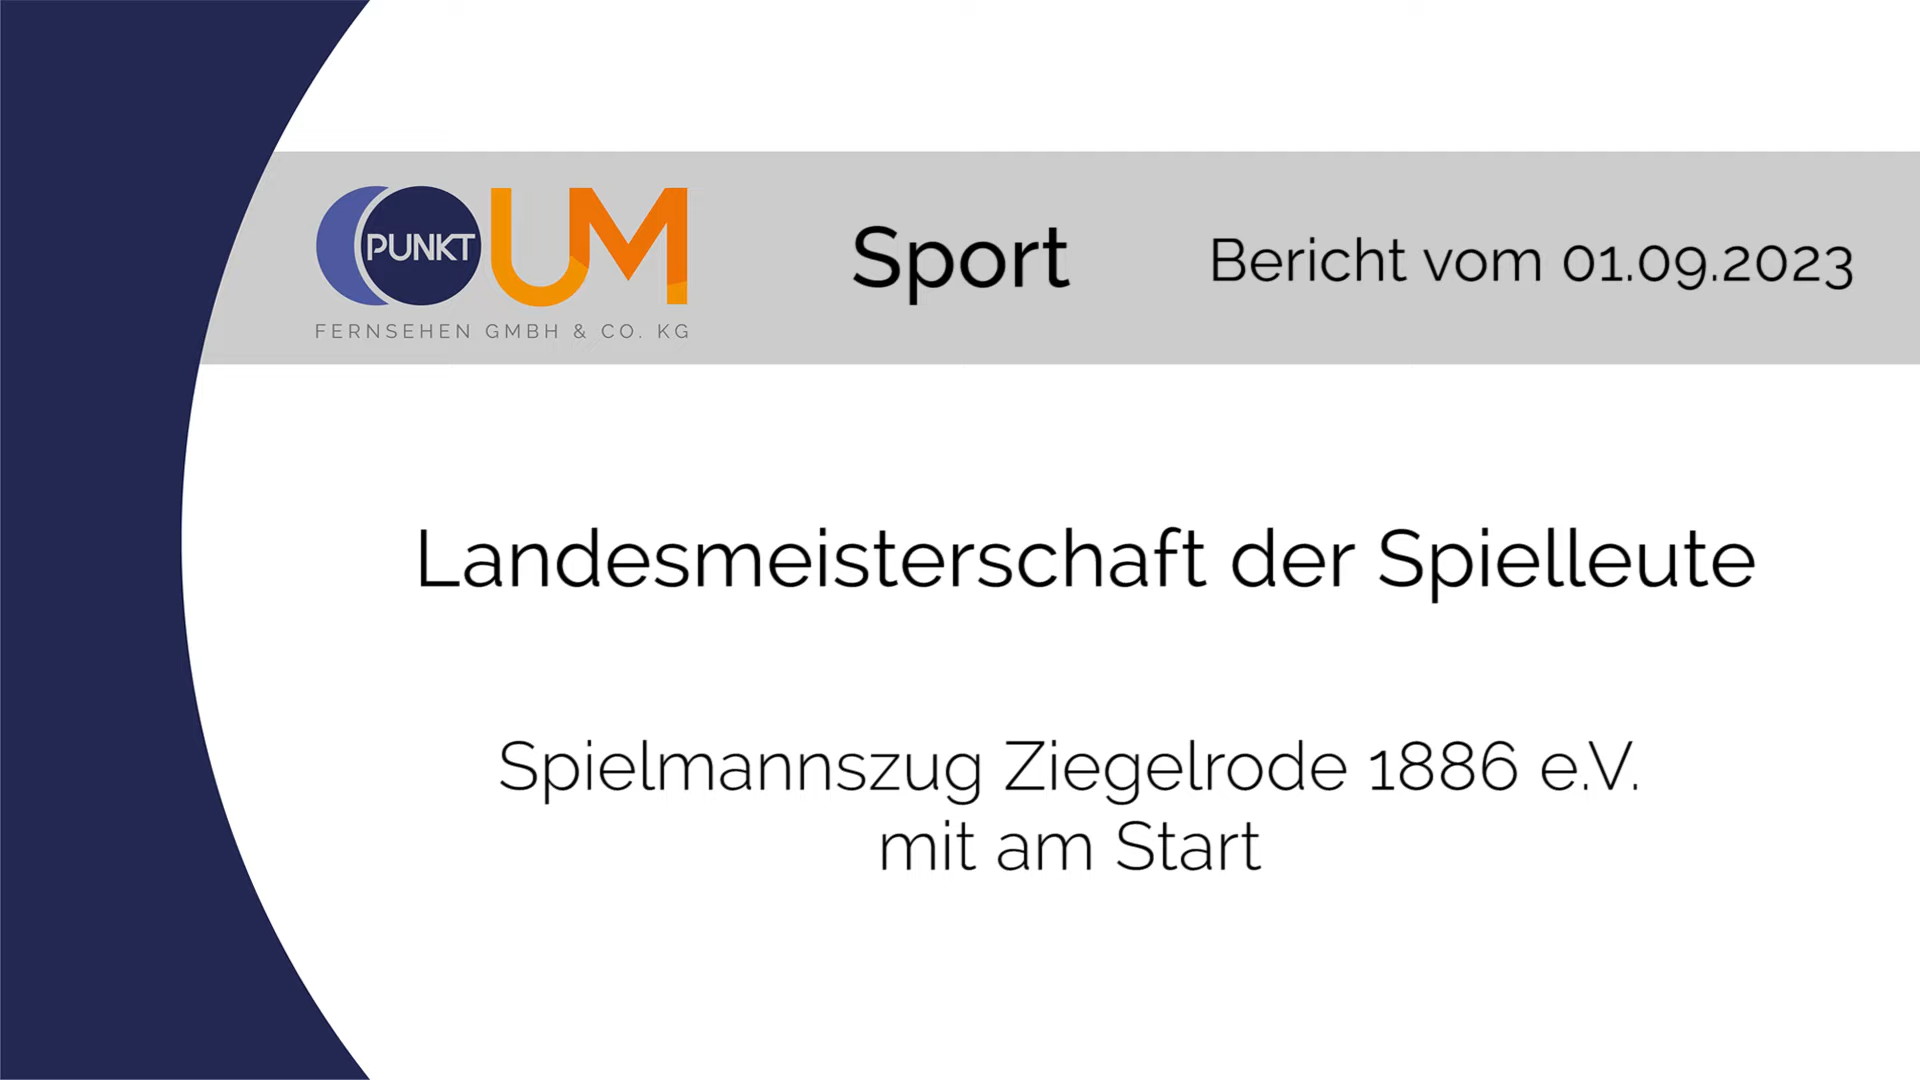 PUNKT UM
FERNSEHEN GMBH & CO. KG
Sport
Bericht vom 01.09.2023
Landesmeisterschaft der Spielleute
Spielmannszug Ziegelrode 1886 e.V.
mit am Start